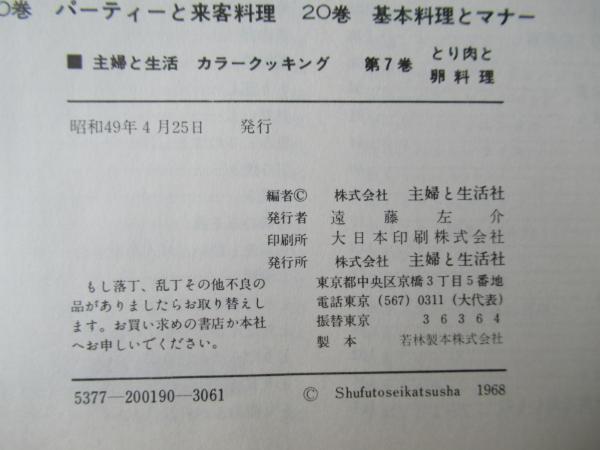 0巻 パーティーと来客料理 20巻 基本料理とマナー
■ 主婦と生活 カラークッキング 第7巻 とり肉と
卵料理
昭和49年4月25日 発行
編者© 株式会社 主婦と生活社
発行者 遠藤左介
印刷所 大日本印刷株式会社
発行所 株式会社 主婦と生活社
東京都中央区京橋3丁目5番地
電話東京(567)0311(大代表)
振替東京 36364
製本 若林製本株式会社
もし落丁、乱丁その他不良の
品がありましたらお取り替えし
ます。お買い求めの書店か本社
へお申しいでください。
5377—200190—3061 © Shufutoseikatsusha 1968